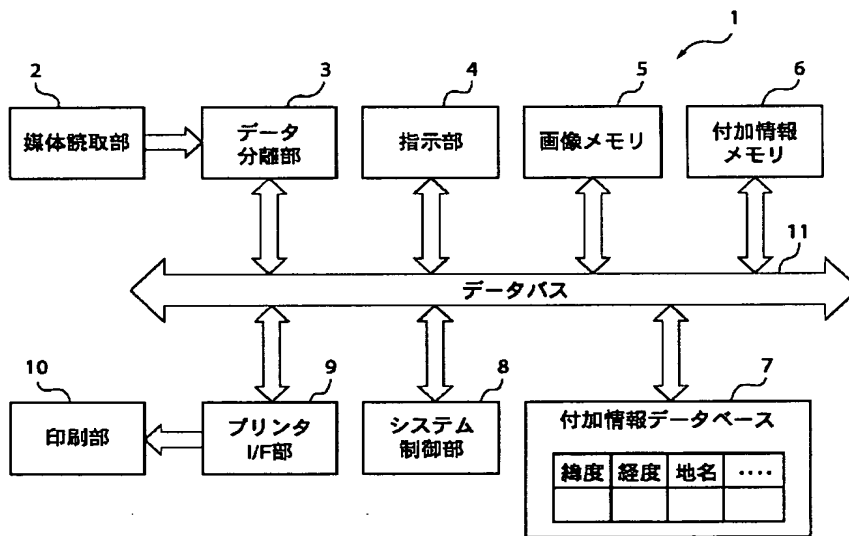 1
2
3
4
5
6
媒体読取部
データ
分離部
指示部
画像メモリ
付加情報
メモリ
11
データバス
10
9
8
7
印刷部
プリンタ
I/F部
システム
制御部
付加情報データベース
緯度 経度 地名 ‥‥